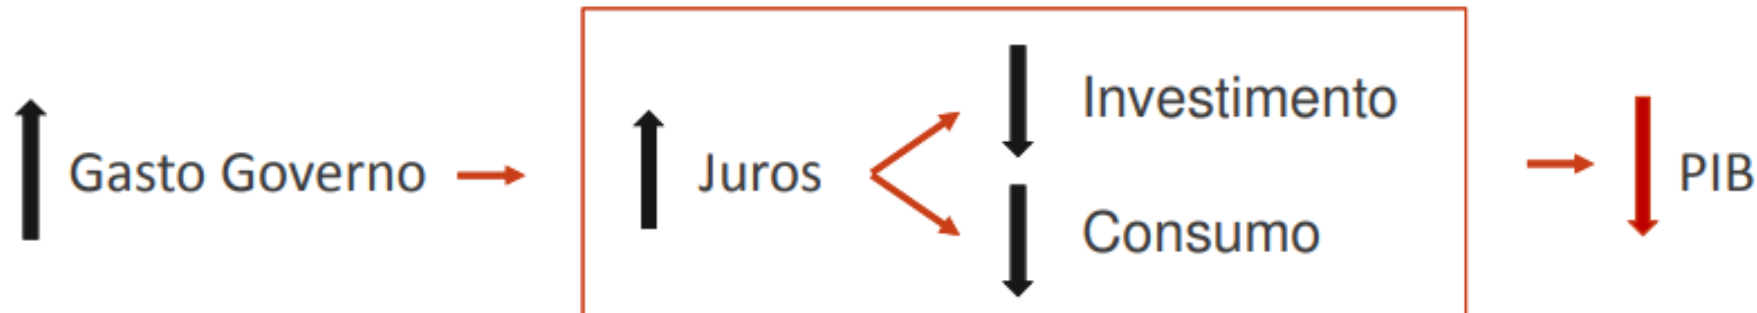 Gasto Governo
Juros
Investimento
Consumo
PIB